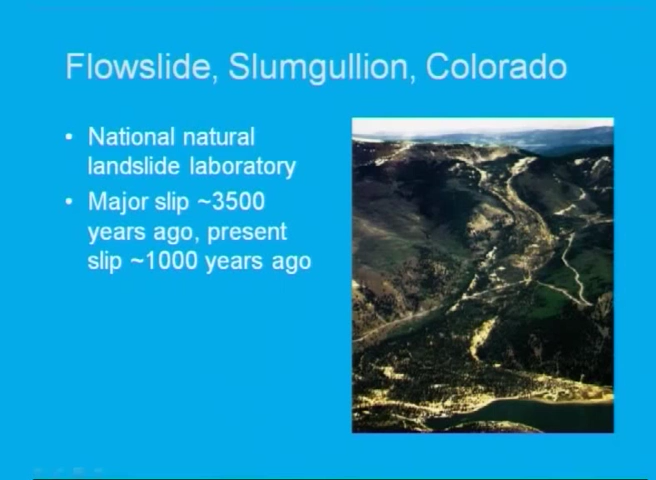 Flowslide, Slumgullion, Colorado
• National natural
landslide laboratory
• Major slip ~3500
years ago, present
slip ~1000 years ago